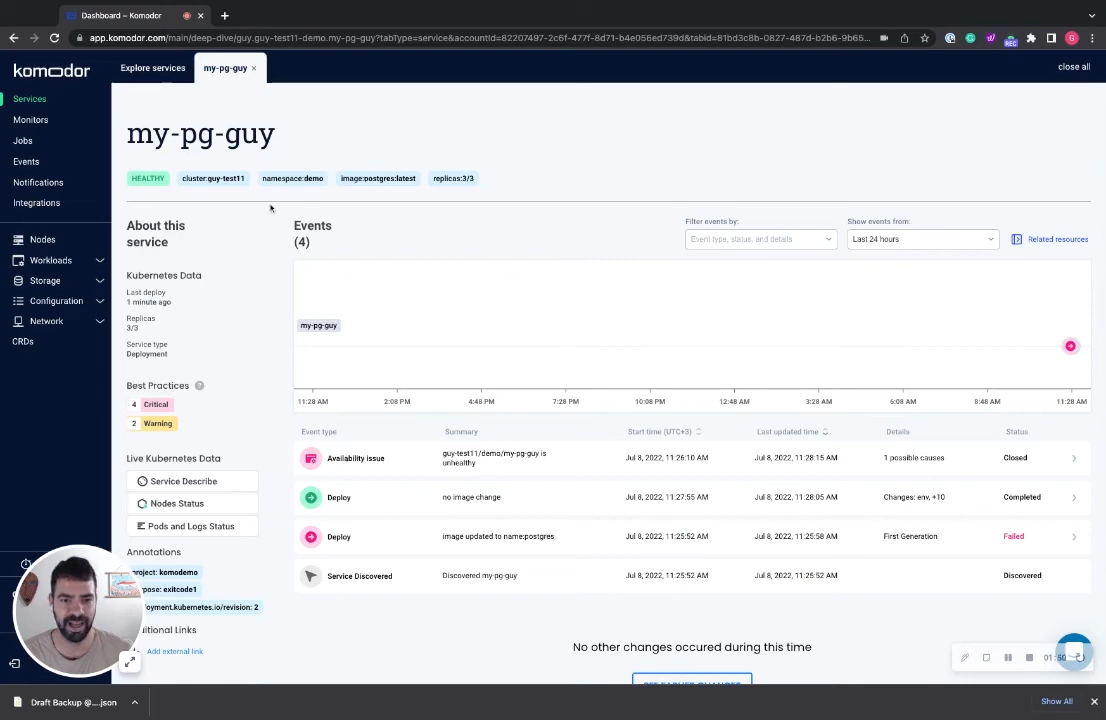 Dashboard – Komodor
app.komodor.com/main/deep-dive/guy.guy-test11-demo.my-pg-guy?tabType=service&accountId=82207497-2c6f-477f-8d71-b4e056ed739d&tabid=81bd3c8b-0827-487d-b2b6-9b65...
REC
G
komodor
Explore services
my-pg-guy
close all
Services
Monitors
Jobs
Events
Notifications
Integrations
Nodes
Workloads
Storage
Configuration
Network
CRDs
my-pg-guy
HEALTHY
cluster:guy-test11
namespace:demo
image:postgres:latest
replicas:3/3
About this
service
Kubernetes Data
Last deploy
1 minute ago
Replicas
3/3
Service type
Deployment
Best Practices ?
4 Critical
2 Warning
Live Kubernetes Data
Service Describe
Nodes Status
Pods and Logs Status
Annotations
project: komodemo
pose: exitcode1
oyment.kubernetes.io/revision: 2
itional Links
Add external link
Events
(4)
Filter events by:
Event type, status, and details
Show events from:
Last 24 hours
Related resources
my-pg-guy
11:28 AM 2:08 PM 4:48 PM 7:28 PM 10:08 PM 12:48 AM 3:28 AM 6:08 AM 8:48 AM 11:28 AM
Event type Summary Start time (UTC+3) Last updated time Details Status
Availability issue guy-test11/demo/my-pg-guy is Jul 8, 2022, 11:26:10 AM Jul 8, 2022, 11:28:15 AM 1 possible causes Closed
unhealthy
Deploy no image change Jul 8, 2022, 11:27:55 AM Jul 8, 2022, 11:28:05 AM Changes: env, +10 Completed
Deploy image updated to name:postgres Jul 8, 2022, 11:25:52 AM Jul 8, 2022, 11:25:58 AM First Generation Failed
Service Discovered Discovered my-pg-guy Jul 8, 2022, 11:25:52 AM Jul 8, 2022, 11:25:52 AM Discovered
No other changes occured during this time
SEE EARLIER CHANGES
01:50
Draft Backup @....json
Show All